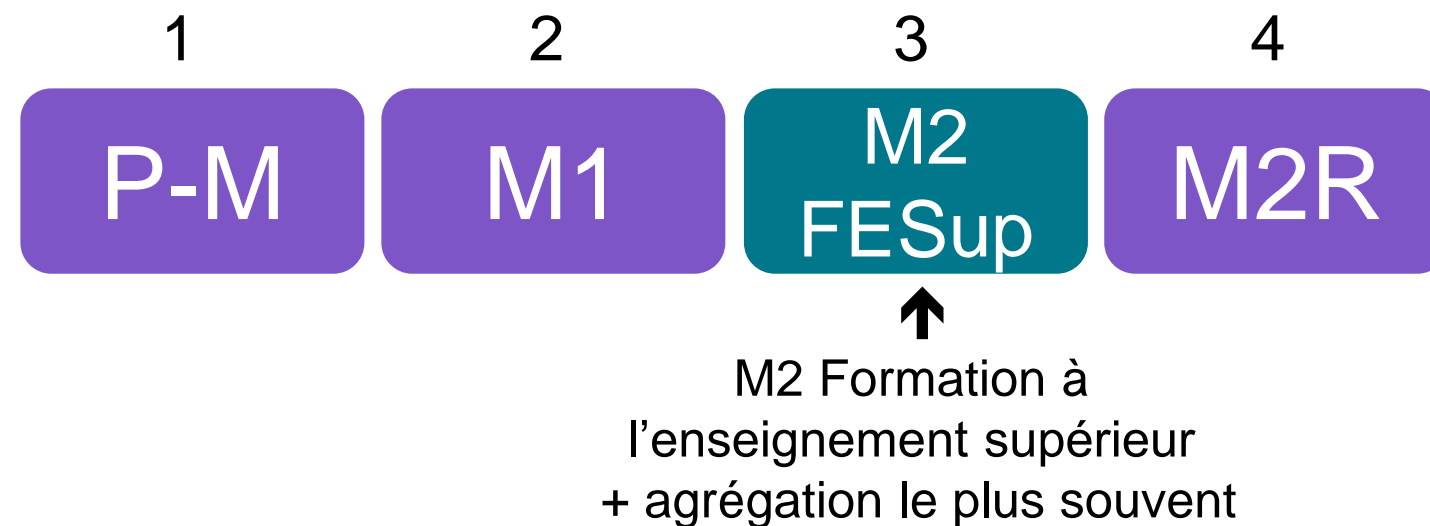 1 2 3 4
P-M M1 M2 FESup M2R
M2 Formation à
l’enseignement supérieur
+ agrégation le plus souvent